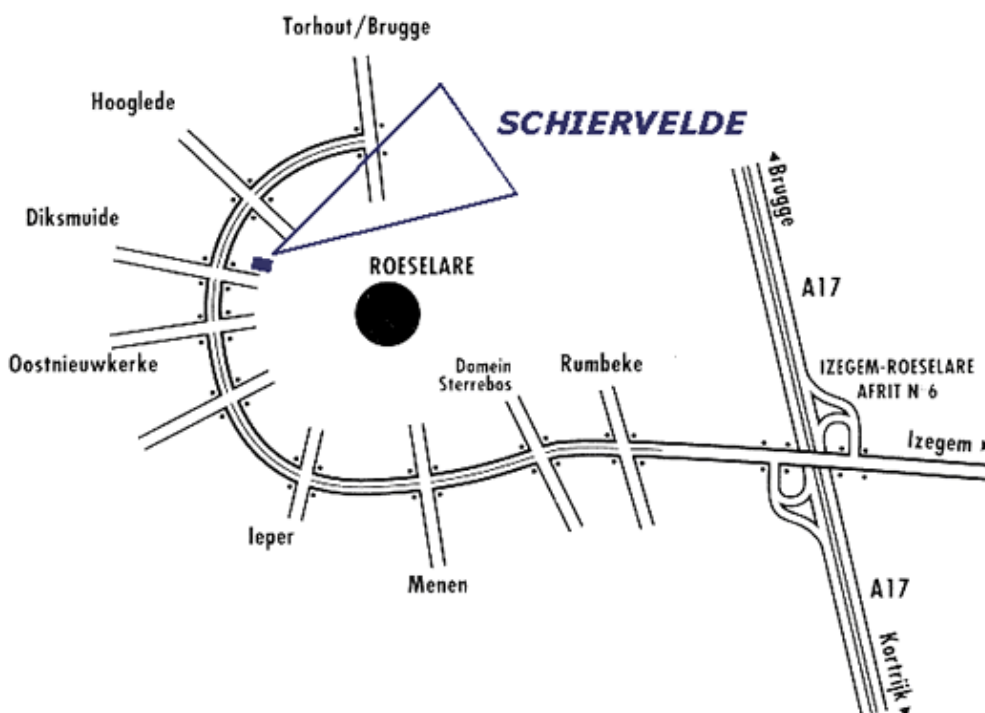 Torhout/Brugge
Hooglede
SCHIERVELDE
Brugge
Diksmuide
ROESELARE
A17
Oostnieuwkerke
Domein
Sterrebos
Rumbeke
IZEGEM-ROESELARE
AFRIT N 6
Izegem
Ieper
Menen
A17
Kortrijk